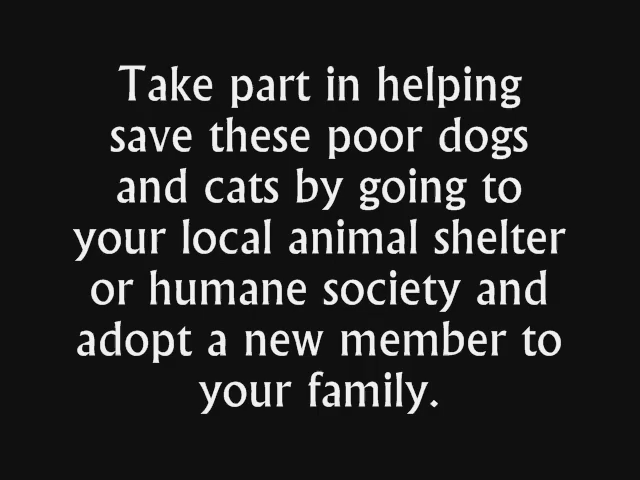 Take part in helping
save these poor dogs
and cats by going to
your local animal shelter
or humane society and
adopt a new member to
your family.